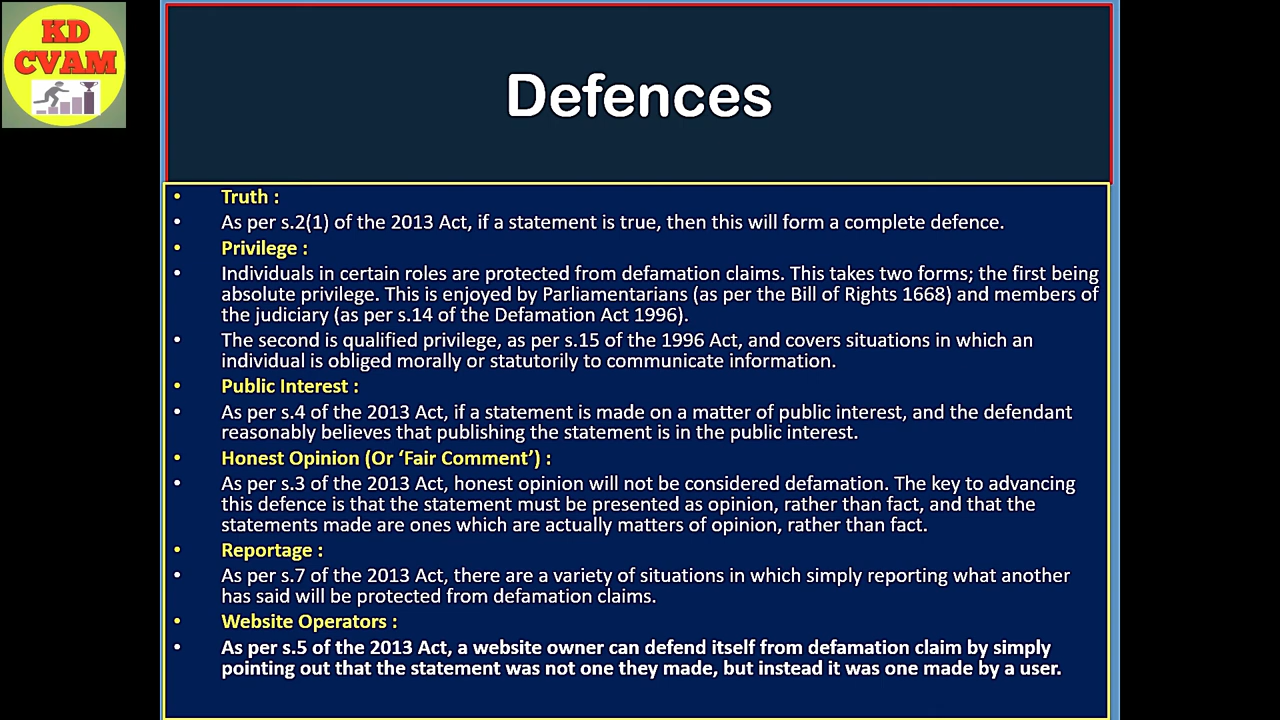 KD
CVAM
Defences
• Truth :
• As per s.2(1) of the 2013 Act, if a statement is true, then this will form a complete defence.
• Privilege :
• Individuals in certain roles are protected from defamation claims. This takes two forms; the first being
absolute privilege. This is enjoyed by Parliamentarians (as per the Bill of Rights 1668) and members of
the judiciary (as per s.14 of the Defamation Act 1996).
• The second is qualified privilege, as per s.15 of the 1996 Act, and covers situations in which an
individual is obliged morally or statutorily to communicate information.
• Public Interest :
• As per s.4 of the 2013 Act, if a statement is made on a matter of public interest, and the defendant
reasonably believes that publishing the statement is in the public interest.
• Honest Opinion (Or ‘Fair Comment’) :
• As per s.3 of the 2013 Act, honest opinion will not be considered defamation. The key to advancing
this defence is that the statement must be presented as opinion, rather than fact, and that the
statements made are ones which are actually matters of opinion, rather than fact.
• Reportage :
• As per s.7 of the 2013 Act, there are a variety of situations in which simply reporting what another
has said will be protected from defamation claims.
• Website Operators :
• As per s.5 of the 2013 Act, a website owner can defend itself from defamation claim by simply
pointing out that the statement was not one they made, but instead it was one made by a user.